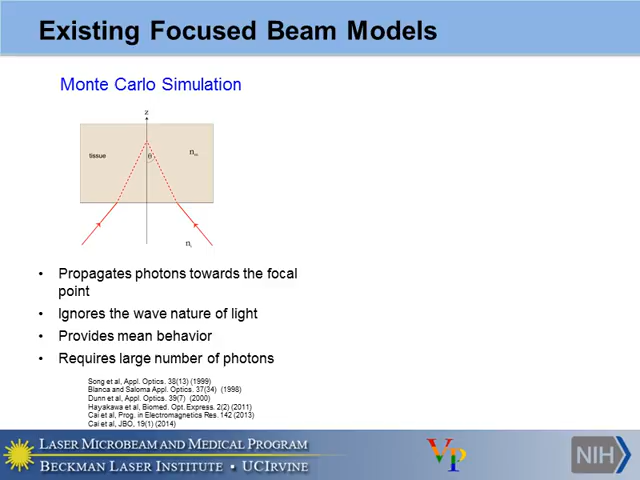 Existing Focused Beam Models
Monte Carlo Simulation
z
tissue
θ
nₘ
nᵢ
• Propagates photons towards the focal
point
• Ignores the wave nature of light
• Provides mean behavior
• Requires large number of photons
Song et al, Appl. Optics. 38(13) (1999)
Blanca and Saloma Appl. Optics. 37(34) (1998)
Dunn et al, Appl. Optics. 39(7) (2000)
Hayakawa et al, Biomed. Opt. Express. 2(2) (2011)
Cai et al, Prog. in Electromagnetics Res. 142 (2013)
Cai et al, JBO, 19(1) (2014)
LASER MICROBEAM AND MEDICAL PROGRAM
BECKMAN LASER INSTITUTE • UCIRVINE
VP
NIH